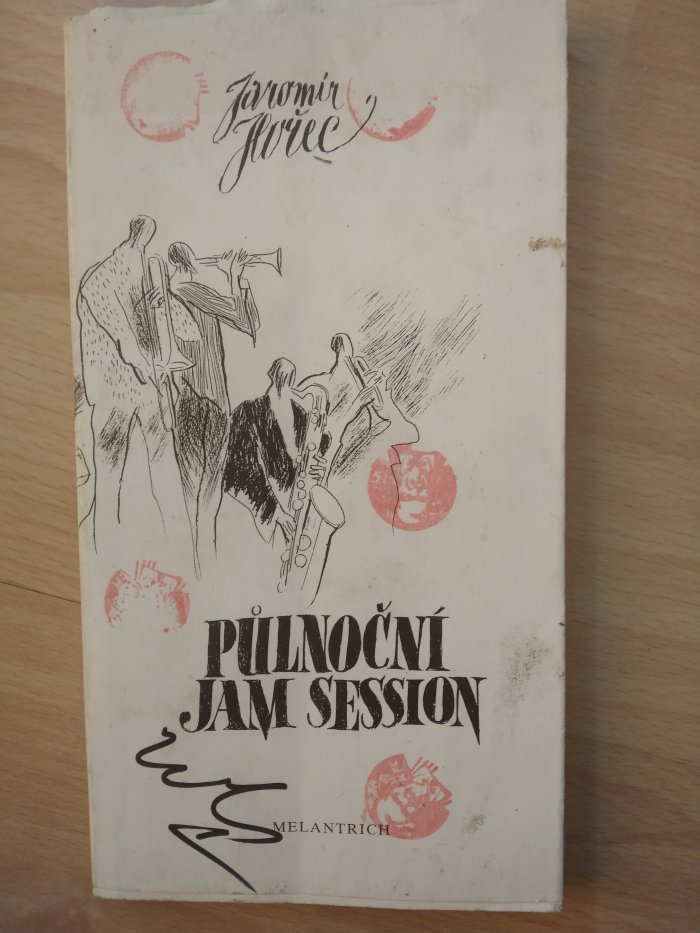 Jaromír
Hořec
PŮLNOČNÍ
JAM SESSION
MELANTRICH